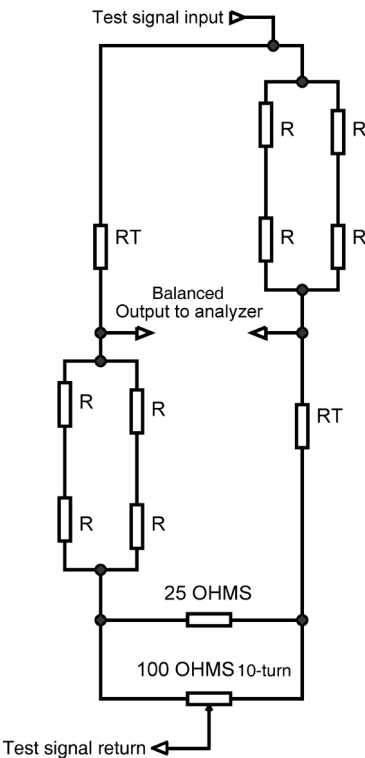 Test signal input
R
R
R
R
RT
Balanced
Output to analyzer
RT
R
R
R
R
25 OHMS
100 OHMS 10-turn
Test signal return